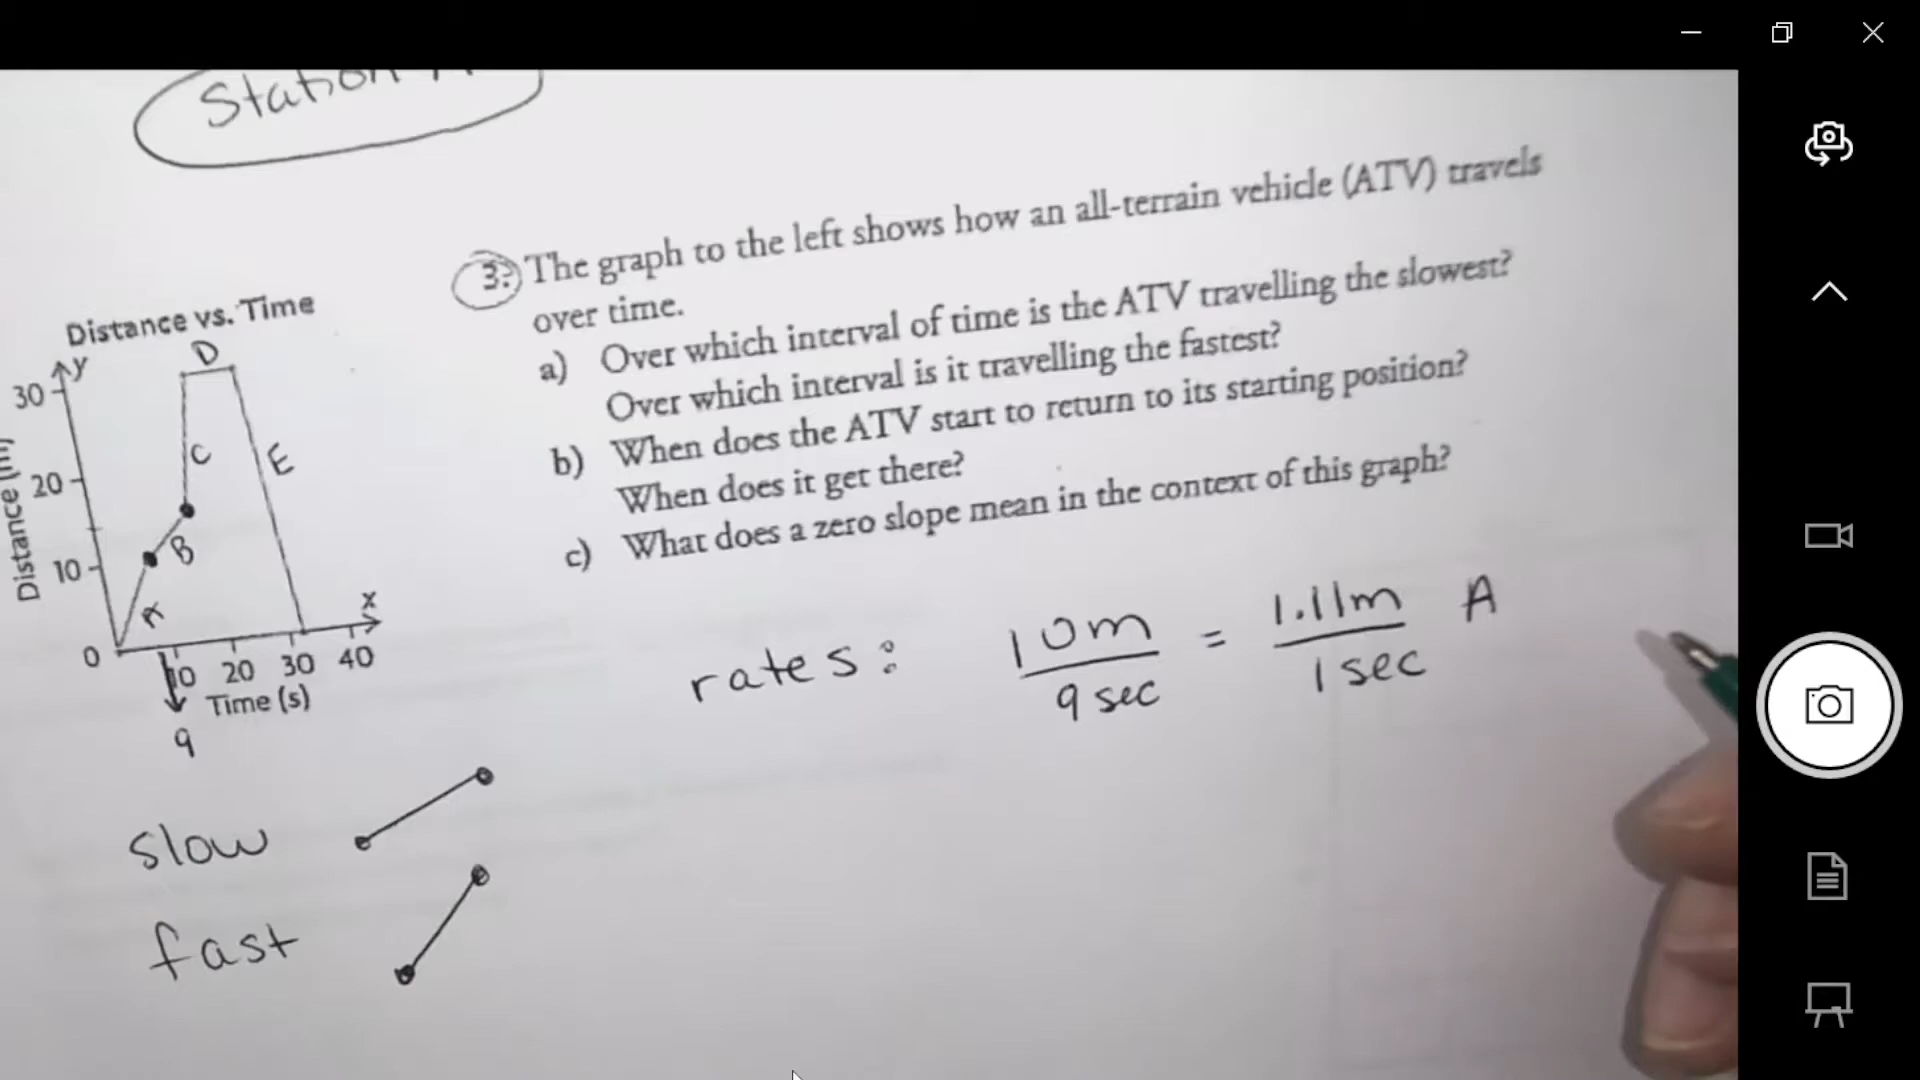 Station
3. The graph to the left shows how an all-terrain vehicle (ATV) travels
over time.
a) Over which interval of time is the ATV travelling the slowest?
Over which interval is it travelling the fastest?
b) When does the ATV start to return to its starting position?
When does it get there?
c) What does a zero slope mean in the context of this graph?
Distance vs. Time
y
D
30
C
E
20
Distance (m)
B
10
A
x
0
10 20 30 40
Time (s)
9
rates: 10m / 9 sec = 1.11m / 1 sec A
slow
fast